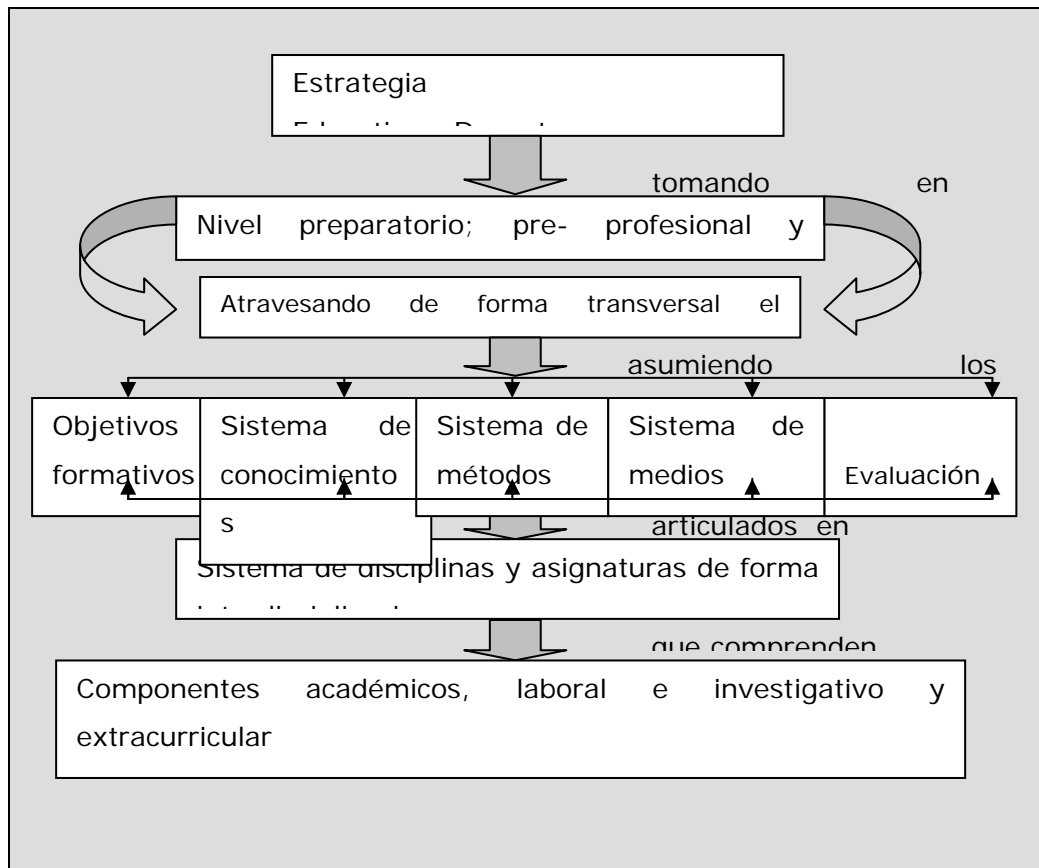 Estrategia
tomando en
Nivel preparatorio; pre- profesional y
Atravesando de forma transversal el
asumiendo los
Objetivos formativos
Sistema de conocimiento s
Sistema de métodos
Sistema de medios
Evaluación
articulados en
Sistema de disciplinas y asignaturas de forma
que comprenden
Componentes académicos, laboral e investigativo y
extracurricular